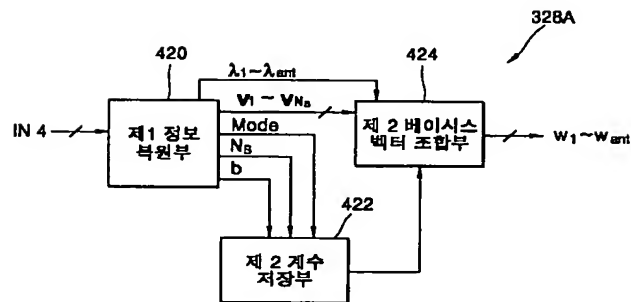 328A
420
424
λ1~λant
V1 ~ VNB
IN 4
제1 정보
복원부
Mode
NB
b
제 2 베이시스
벡터 조합부
W1~Want
422
제 2 계수
저장부